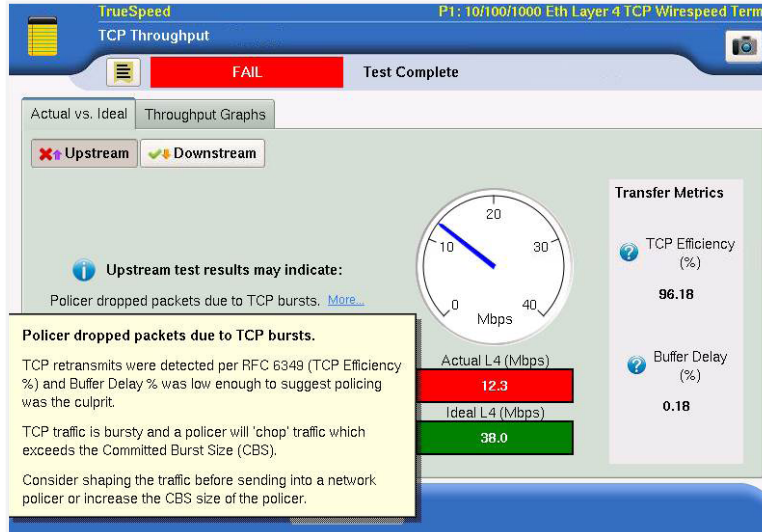 TrueSpeed
P1: 10/100/1000 Eth Layer 4 TCP Wirespeed Term
TCP Throughput
FAIL
Test Complete
Actual vs. Ideal
Throughput Graphs
Upstream
Downstream
Upstream test results may indicate:
Policer dropped packets due to TCP bursts. More...
Policer dropped packets due to TCP bursts.
TCP retransmits were detected per RFC 6349 (TCP Efficiency
%) and Buffer Delay % was low enough to suggest policing
was the culprit.
TCP traffic is bursty and a policer will 'chop' traffic which
exceeds the Committed Burst Size (CBS).
Consider shaping the traffic before sending into a network
policer or increase the CBS size of the policer.
0
10
20
30
40
Mbps
Actual L4 (Mbps)
12.3
Ideal L4 (Mbps)
38.0
Transfer Metrics
? TCP Efficiency
(%)
96.18
? Buffer Delay
(%)
0.18